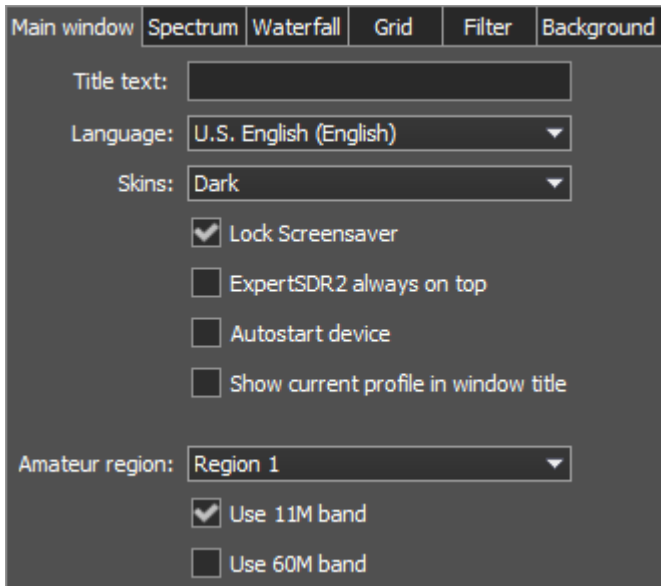 Main window Spectrum Waterfall Grid Filter Background
Title text:
Language: U.S. English (English)
Skins: Dark
Lock Screensaver
ExpertSDR2 always on top
Autostart device
Show current profile in window title
Amateur region: Region 1
Use 11M band
Use 60M band